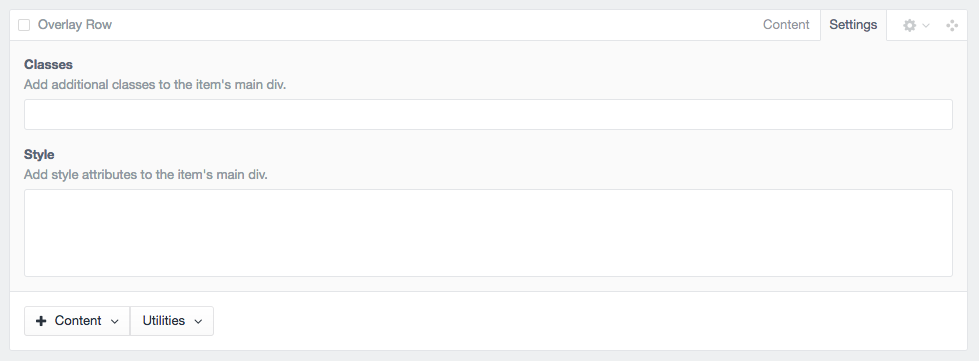 Overlay Row Content Settings
Classes
Add additional classes to the item's main div.
Style
Add style attributes to the item's main div.
Content Utilities